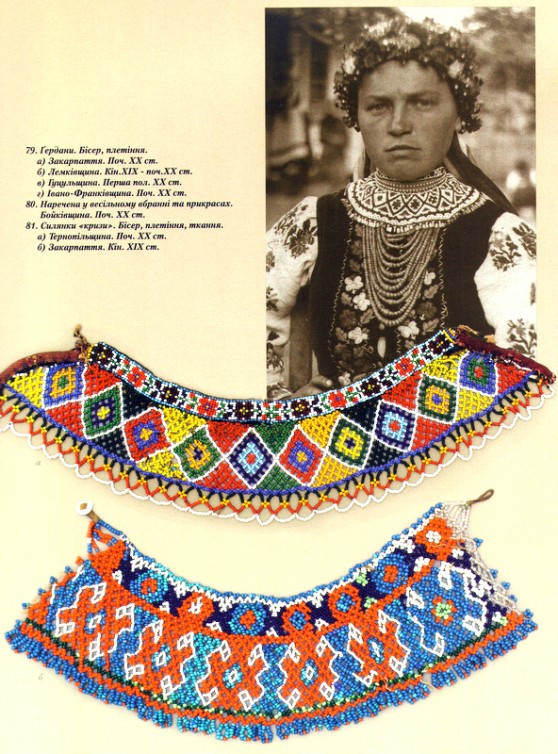 79. Ґердани. Бісер, плетіння.
а) Закарпаття. Поч. XX ст.
б) Лемківщина. Кін.XIX - поч.XX ст.
в) Гуцульщина. Перша пол. XX ст.
г) Івано-Франківщина. Поч. XX ст.
80. Наречена у весільному вбранні та прикрасах.
Бойківщина. Поч. XX ст.
81. Силянки «кризи». Бісер, плетіння, ткання.
а) Тернопільщина. Поч. XX ст.
б) Закарпаття. Кін. XIX ст.
а
б